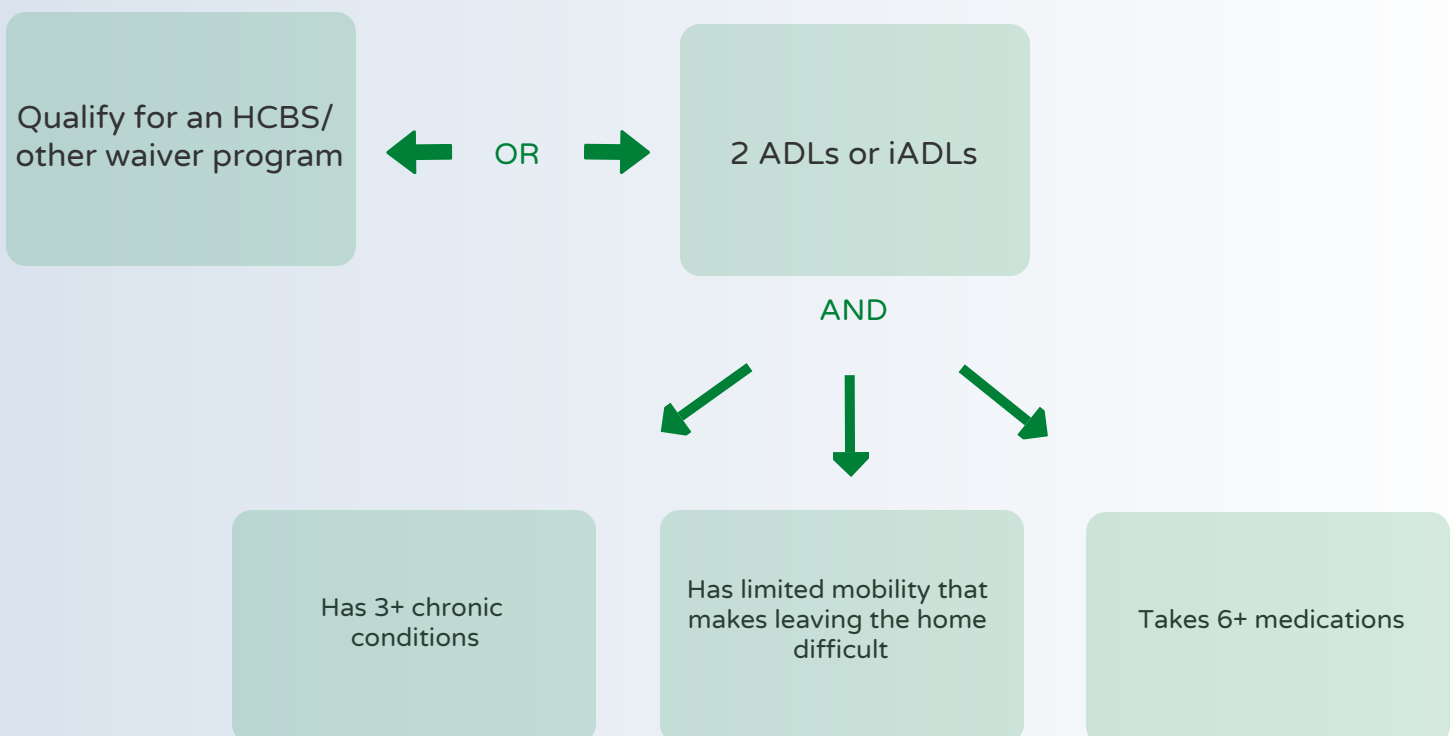 Qualify for an HCBS/
other waiver program
OR
2 ADLs or iADLs
AND
Has 3+ chronic
conditions
Has limited mobility that
makes leaving the home
difficult
Takes 6+ medications